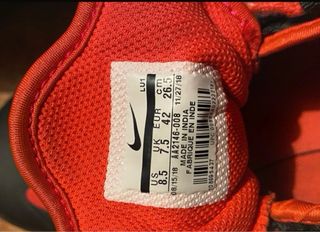 LU1
US UK EUR cm
8.5 7.5 42 26.5
AA2146-008
08/15/18 11/27/18
MADE IN INDIA
FABRIQUE EN INDE